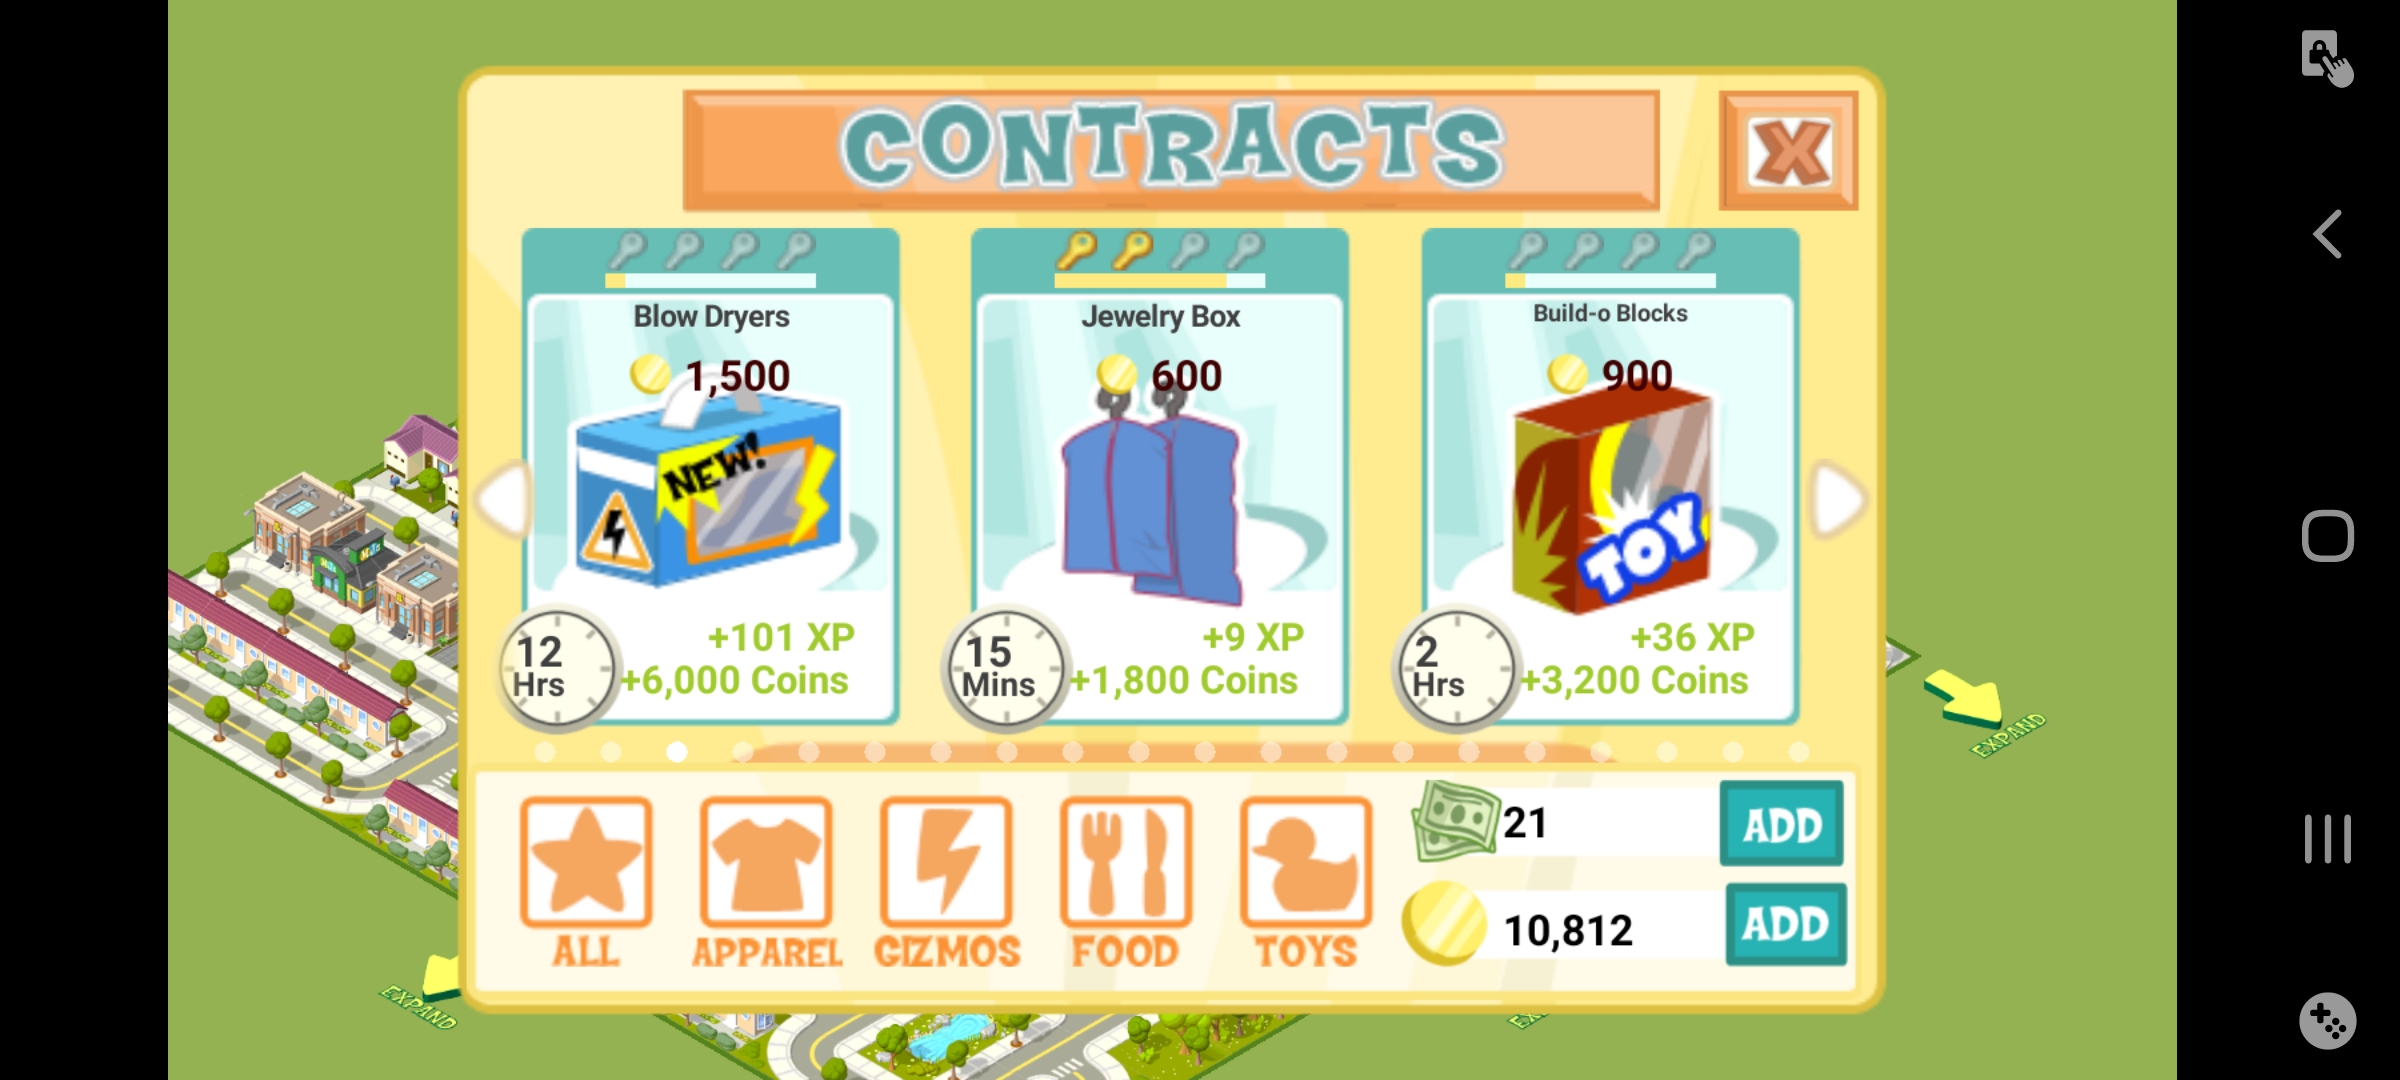 CONTRACTS
X
Blow Dryers
1,500
NEW!
12
Hrs
+101 XP
+6,000 Coins
Jewelry Box
600
15
Mins
+9 XP
+1,800 Coins
Build-o Blocks
900
TOY
2
Hrs
+36 XP
+3,200 Coins
EXPAND
ALL
APPAREL
GIZMOS
FOOD
TOYS
21
ADD
10,812
ADD
EXPAND